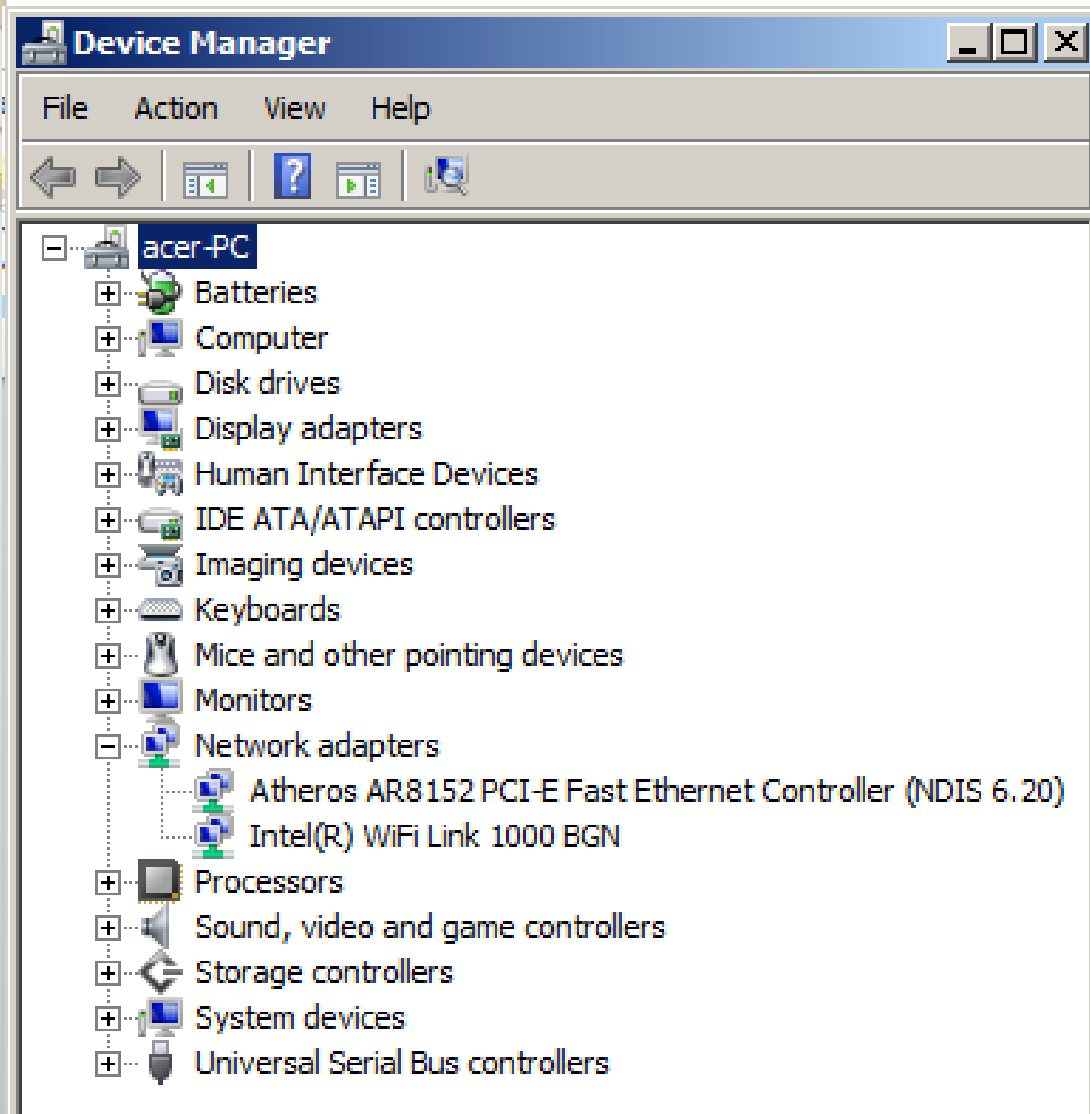 Device Manager
File Action View Help
acer-PC
Batteries
Computer
Disk drives
Display adapters
Human Interface Devices
IDE ATA/ATAPI controllers
Imaging devices
Keyboards
Mice and other pointing devices
Monitors
Network adapters
Atheros AR8152 PCI-E Fast Ethernet Controller (NDIS 6.20)
Intel(R) WiFi Link 1000 BGN
Processors
Sound, video and game controllers
Storage controllers
System devices
Universal Serial Bus controllers